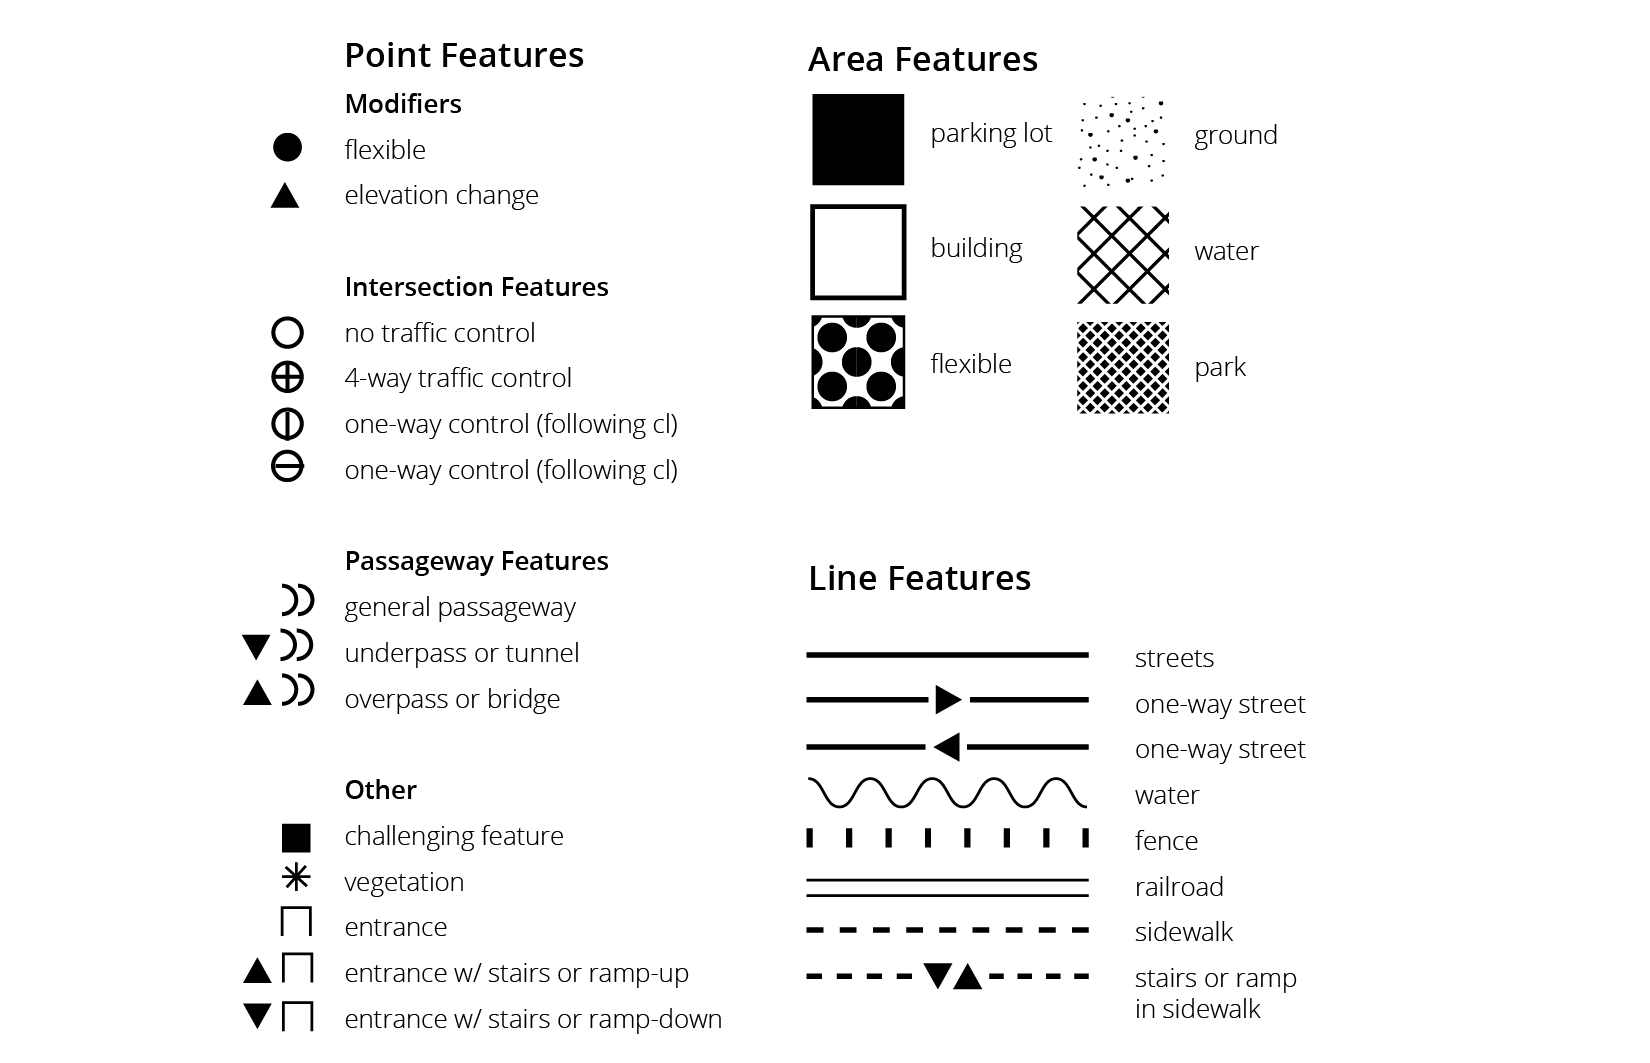 Point Features
Modifiers
flexible
elevation change
Intersection Features
no traffic control
4-way traffic control
one-way control (following cl)
one-way control (following cl)
Passageway Features
general passageway
underpass or tunnel
overpass or bridge
Other
challenging feature
vegetation
entrance
entrance w/ stairs or ramp-up
entrance w/ stairs or ramp-down
Area Features
parking lot
ground
building
water
flexible
park
Line Features
streets
one-way street
one-way street
water
fence
railroad
sidewalk
stairs or ramp
in sidewalk